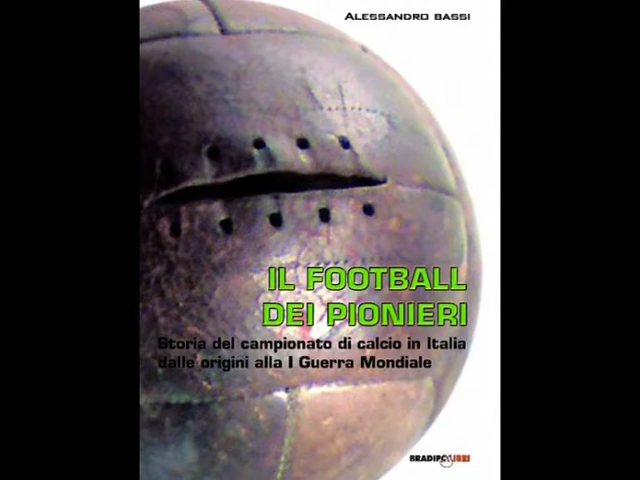 ALESSANDRO BASSI
IL FOOTBALL
DEI PIONIERI
Storia del campionato di calcio in Italia
dalle origini alla I Guerra Mondiale
BRADIPOLIBRI